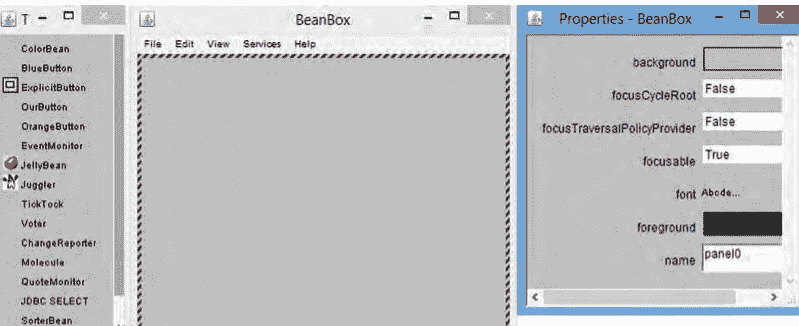 T
ColorBean
BlueButton
ExplicitButton
OurButton
OrangeButton
EventMonitor
JellyBean
Juggler
TickTock
Voter
ChangeReporter
Molecule
QuoteMonitor
JDBC SELECT
SorterBean
BeanBox
File Edit View Services Help
Properties - BeanBox
background
focusCycleRoot False
focusTraversalPolicyProvider False
focusable True
font Abcde...
foreground
name panel0